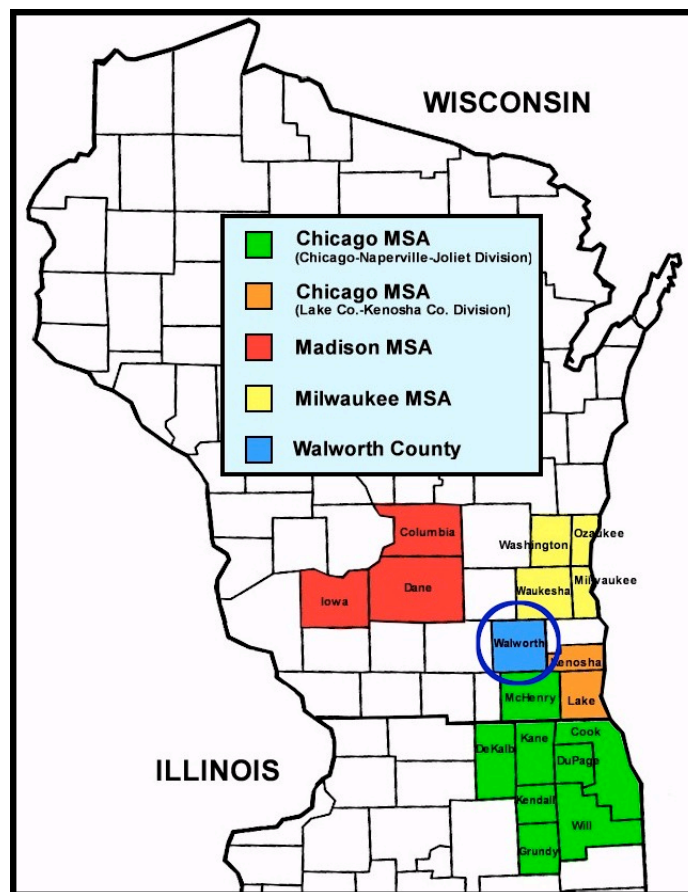 WISCONSIN
Chicago MSA
(Chicago-Naperville-Joliet Division)
Chicago MSA
(Lake Co.-Kenosha Co. Division)
Madison MSA
Milwaukee MSA
Walworth County
Columbia
Washington
Ozaukee
Iowa
Dane
Waukesha
Milwaukee
Walworth
Kenosha
McHenry
Lake
DeKalb
Kane
Cook
DuPage
ILLINOIS
Kendall
Will
Grundy